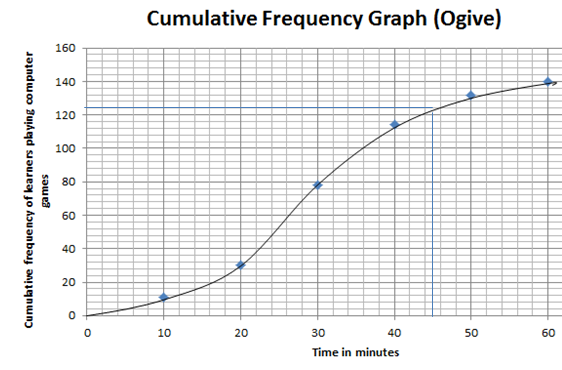 Cumulative Frequency Graph (Ogive)
Cumulative frequency of learners playing computer
games
160
140
120
100
80
60
40
20
0
0 10 20 30 40 50 60
Time in minutes